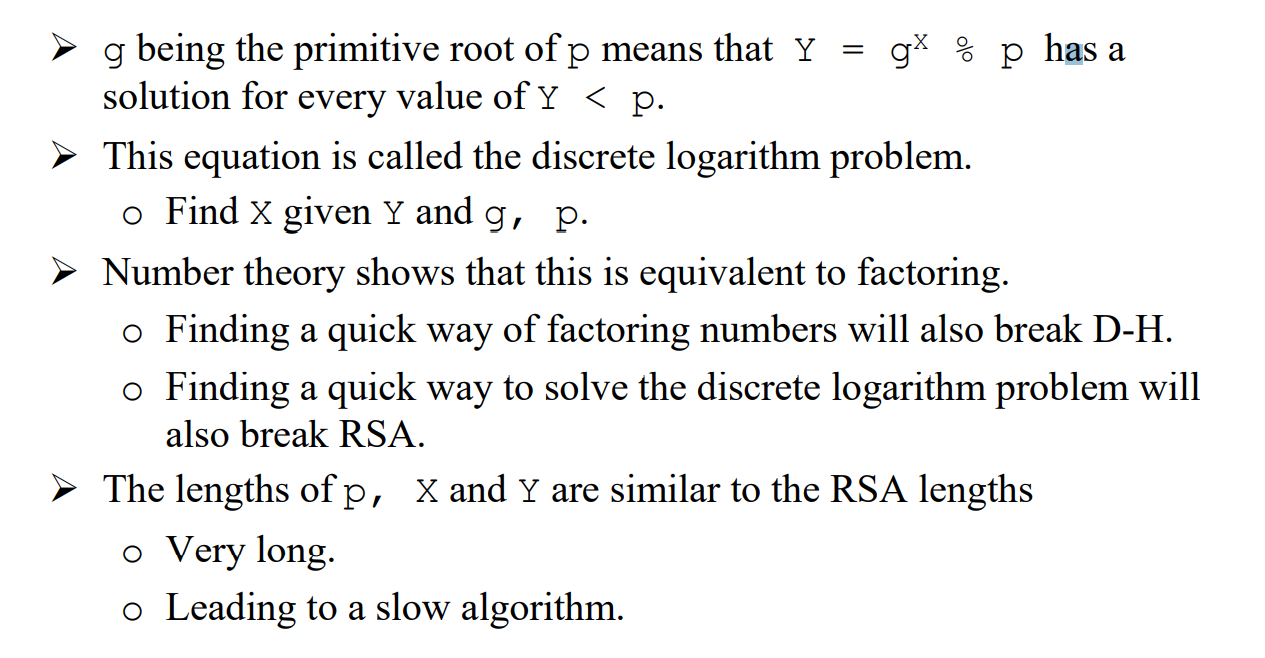 ➢ g being the primitive root of p means that Y = gˣ % p has a
solution for every value of Y < p.
➢ This equation is called the discrete logarithm problem.
o Find X given Y and g, p.
➢ Number theory shows that this is equivalent to factoring.
o Finding a quick way of factoring numbers will also break D-H.
o Finding a quick way to solve the discrete logarithm problem will
also break RSA.
➢ The lengths of p, X and Y are similar to the RSA lengths
o Very long.
o Leading to a slow algorithm.